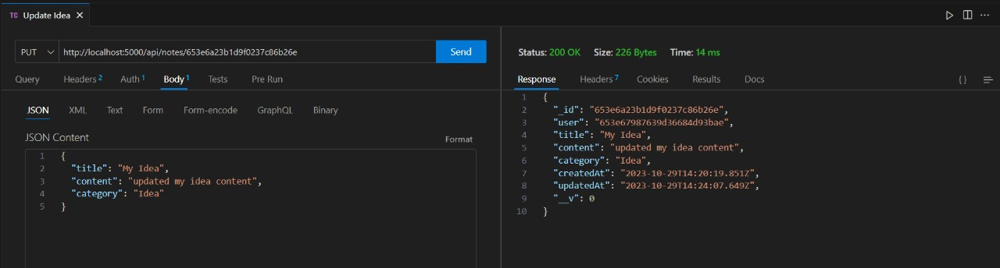 TC Update Idea
PUT http://localhost:5000/api/notes/653e6a23b1d9f0237c86b26e Send
Query Headers 2 Auth 1 Body 1 Tests Pre Run
JSON XML Text Form Form-encode GraphQL Binary
JSON Content Format
1 {
2 "title": "My Idea",
3 "content": "updated my idea content",
4 "category": "Idea"
5 }
Status: 200 OK Size: 226 Bytes Time: 14 ms
Response Headers 7 Cookies Results Docs {}
1 {
2 "_id": "653e6a23b1d9f0237c86b26e",
3 "user": "653e67987639d36684d93bae",
4 "title": "My Idea",
5 "content": "updated my idea content",
6 "category": "Idea",
7 "createdAt": "2023-10-29T14:20:19.851Z",
8 "updatedAt": "2023-10-29T14:24:07.649Z",
9 "__v": 0
10 }